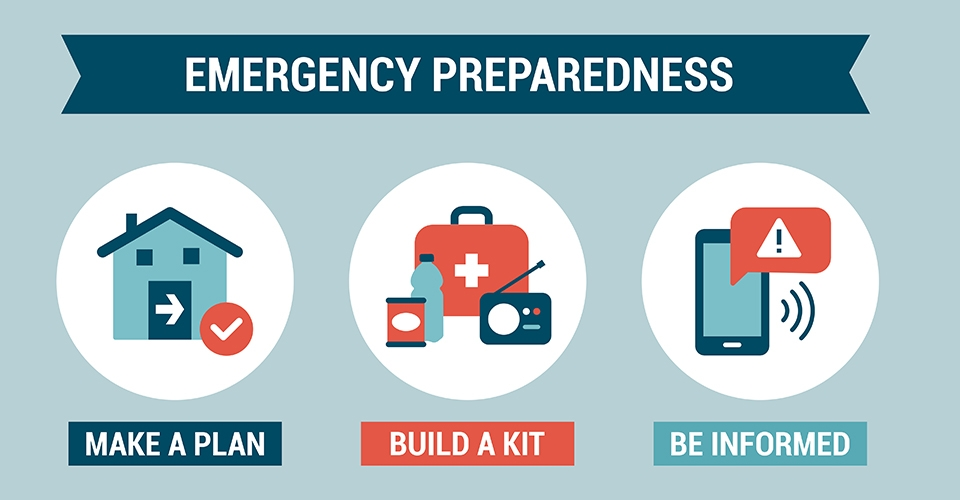 EMERGENCY PREPAREDNESS
MAKE A PLAN
BUILD A KIT
BE INFORMED